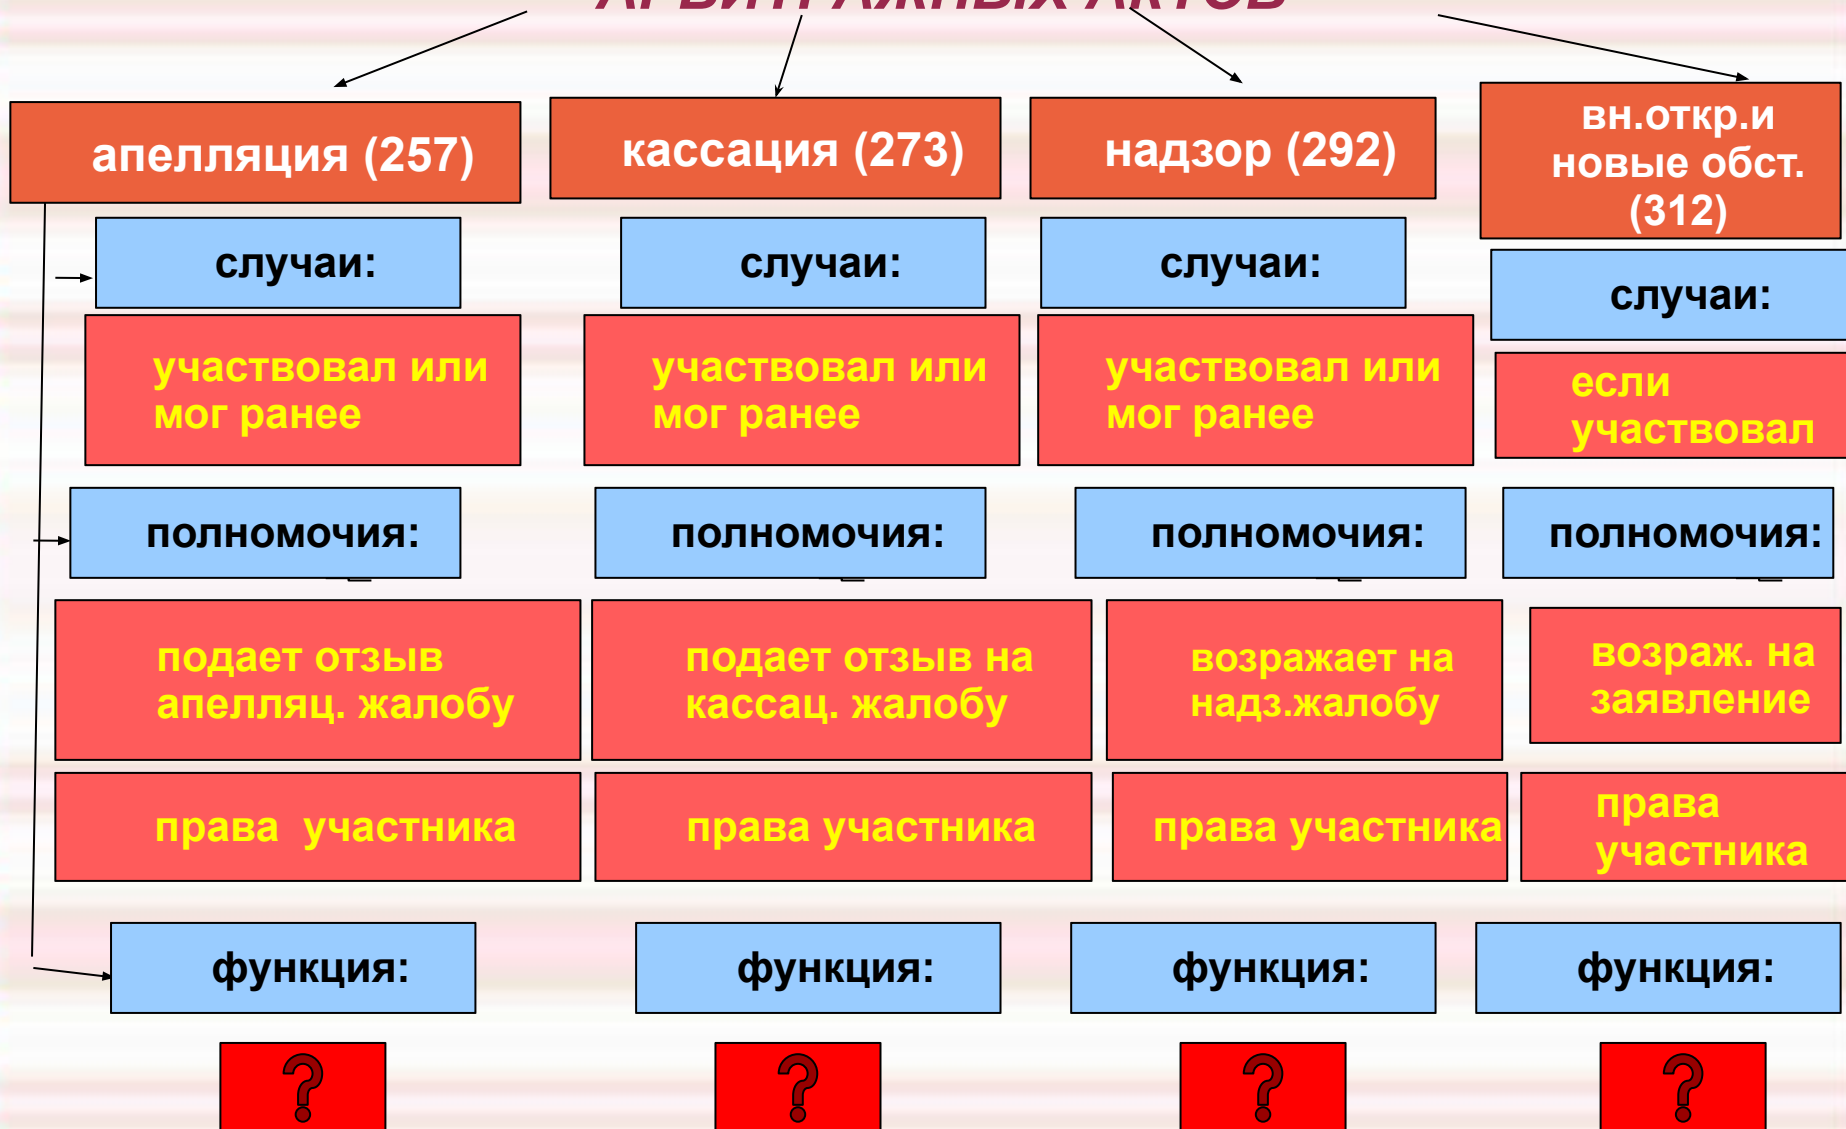 АРБИТРАЖНЫХ АКТОВ
апелляция (257)
кассация (273)
надзор (292)
вн.откр.и
новые обст.
(312)
случаи:
случаи:
случаи:
случаи:
участвовал или
мог ранее
участвовал или
мог ранее
участвовал или
мог ранее
если
участвовал
полномочия:
полномочия:
полномочия:
полномочия:
подает отзыв
апелляц. жалобу
подает отзыв на
кассац. жалобу
возражает на
надз.жалобу
возраж. на
заявление
права участника
права участника
права участника
права
участника
функция:
функция:
функция:
функция:
?
?
?
?